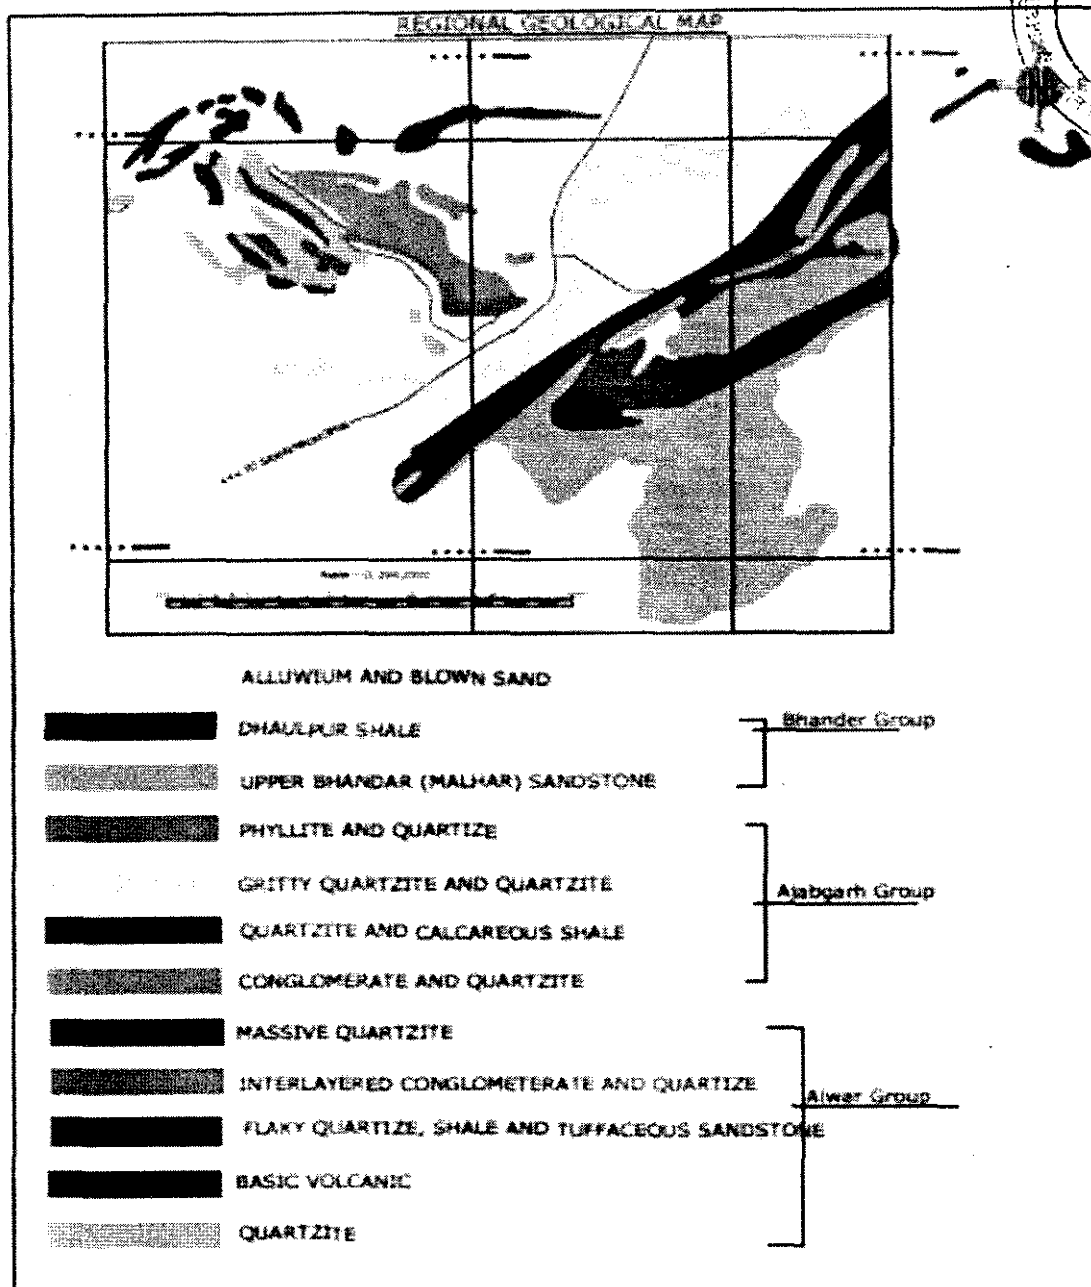 REGIONAL GEOLOGICAL MAP
ALLUWIUM AND BLOWN SAND
DHAULPUR SHALE
Bhander Group
UPPER BHANDAR (MALHAR) SANDSTONE
PHYLLITE AND QUARTIZE
GRITTY QUARTZITE AND QUARTZITE
Ajabgarh Group
QUARTZITE AND CALCAREOUS SHALE
CONGLOMERATE AND QUARTZITE
MASSIVE QUARTZITE
INTERLAYERED CONGLOMETERATE AND QUARTIZE
Alwar Group
FLAKY QUARTIZE, SHALE AND TUFFACEOUS SANDSTONE
BASIC VOLCANIC
QUARTZITE